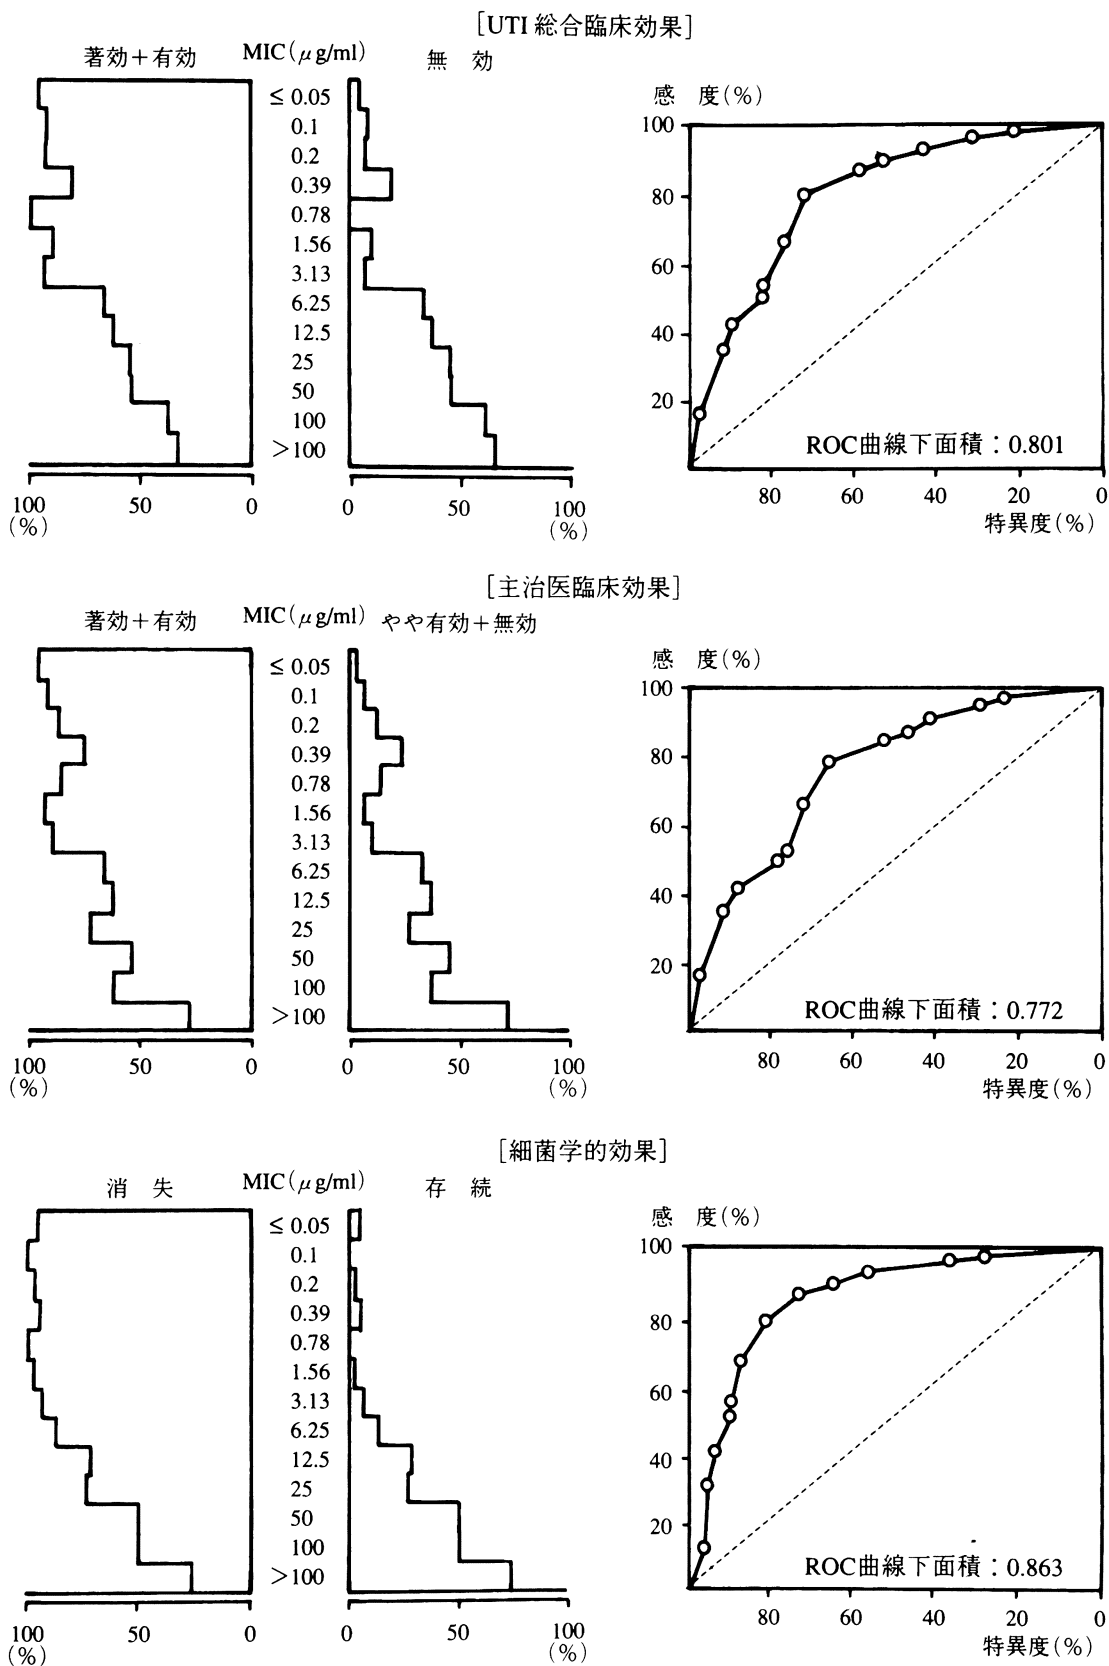 [UTI 総合臨床効果]
著効+有効 MIC(μg/ml) 無 効
≤ 0.05
0.1
0.2
0.39
0.78
1.56
3.13
6.25
12.5
25
50
100
>100
100 50 0 0 50 100
(%) (%)
感 度(%)
100
80
60
40
20
ROC曲線下面積:0.801
80 60 40 20 0
特異度(%)
[主治医臨床効果]
著効+有効 MIC(μg/ml) やや有効+無効
≤ 0.05
0.1
0.2
0.39
0.78
1.56
3.13
6.25
12.5
25
50
100
>100
100 50 0 0 50 100
(%) (%)
感 度(%)
100
80
60
40
20
ROC曲線下面積:0.772
80 60 40 20 0
特異度(%)
[細菌学的効果]
消 失 MIC(μg/ml) 存 続
≤ 0.05
0.1
0.2
0.39
0.78
1.56
3.13
6.25
12.5
25
50
100
>100
100 50 0 0 50 100
(%) (%)
感 度(%)
100
80
60
40
20
ROC曲線下面積:0.863
80 60 40 20 0
特異度(%)